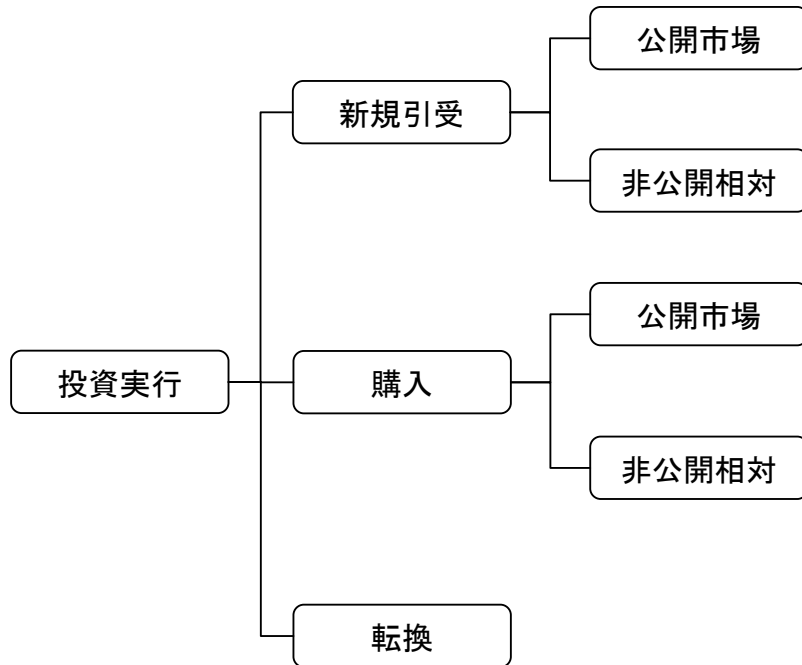 公開市場
新規引受
非公開相対
公開市場
投資実行
購入
非公開相対
転換